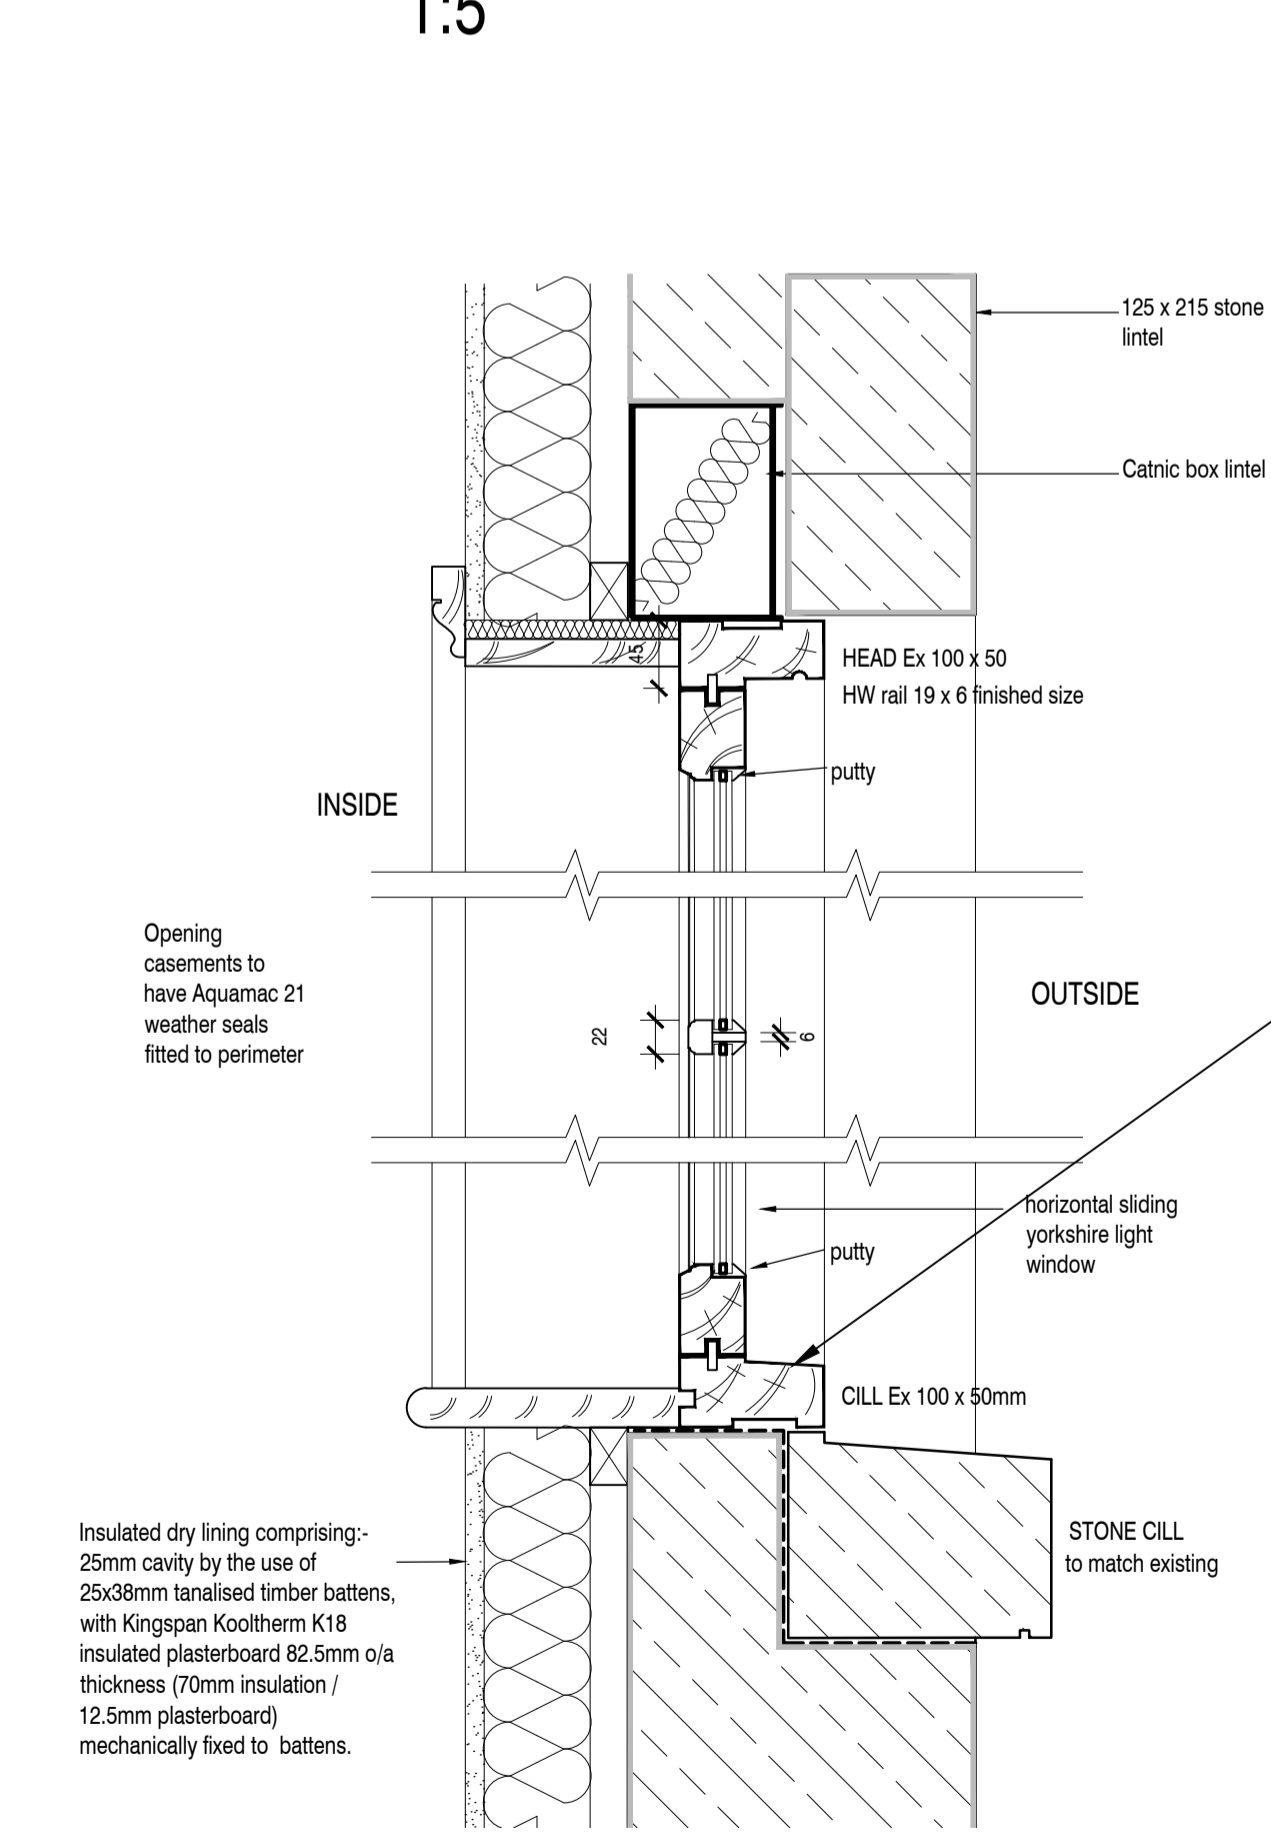 1:5
125 x 215 stone
lintel
Catnic box lintel
45
HEAD Ex 100 x 50
HW rail 19 x 6 finished size
putty
INSIDE
Opening
casements to
have Aquamac 21
weather seals
fitted to perimeter
OUTSIDE
22
6
horizontal sliding
yorkshire light
window
putty
CILL Ex 100 x 50mm
STONE CILL
to match existing
Insulated dry lining comprising:-
25mm cavity by the use of
25x38mm tanalised timber battens,
with Kingspan Kooltherm K18
insulated plasterboard 82.5mm o/a
thickness (70mm insulation /
12.5mm plasterboard)
mechanically fixed to battens.